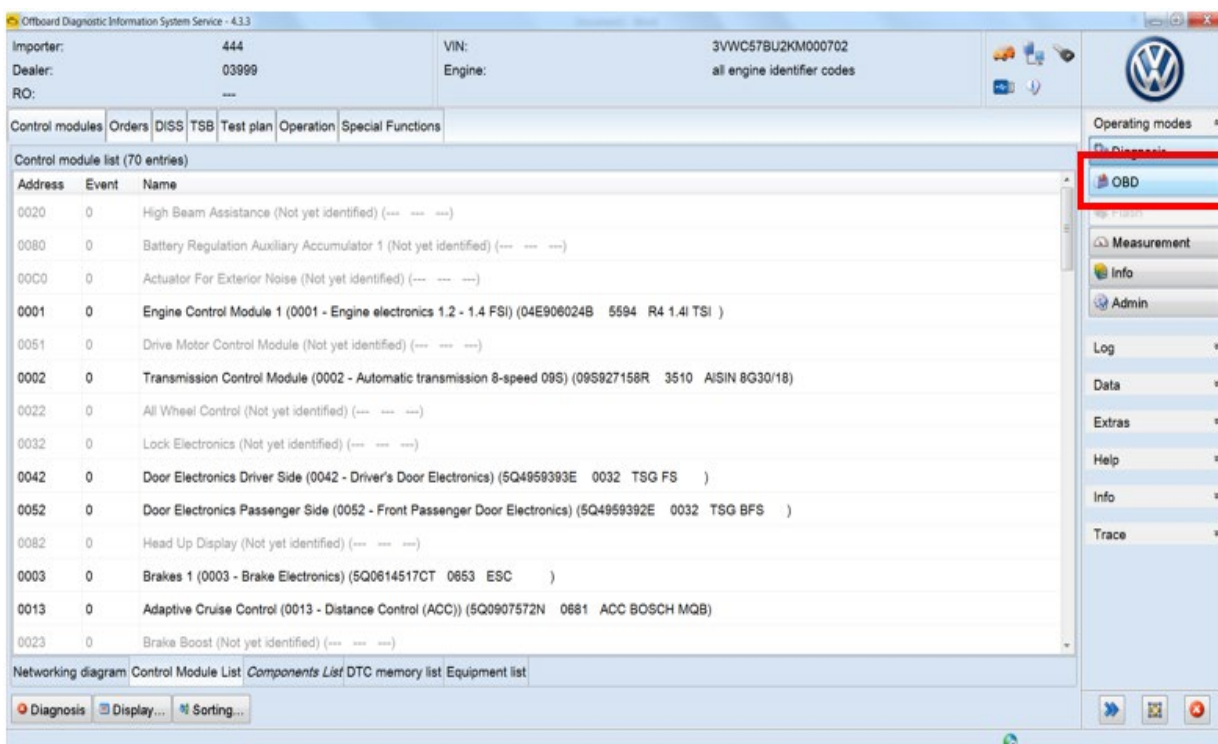 Offboard Diagnostic Information System Service - 4.3.3
Importer: 444 VIN: 3VWC57BU2KM000702
Dealer: 03999 Engine: all engine identifier codes
RO: ---
Control modules Orders DISS TSB Test plan Operation Special Functions
Control module list (70 entries)
Address Event Name
0020 0 High Beam Assistance (Not yet identified) (--- --- ---)
0080 0 Battery Regulation Auxiliary Accumulator 1 (Not yet identified) (--- --- ---)
00C0 0 Actuator For Exterior Noise (Not yet identified) (--- --- ---)
0001 0 Engine Control Module 1 (0001 - Engine electronics 1.2 - 1.4 FSI) (04E906024B 5594 R4 1.4l TSI )
0051 0 Drive Motor Control Module (Not yet identified) (--- --- ---)
0002 0 Transmission Control Module (0002 - Automatic transmission 8-speed 09S) (09S927158R 3510 AISIN 8G30/18)
0022 0 All Wheel Control (Not yet identified) (--- --- ---)
0032 0 Lock Electronics (Not yet identified) (--- --- ---)
0042 0 Door Electronics Driver Side (0042 - Driver's Door Electronics) (5Q4959393E 0032 TSG FS )
0052 0 Door Electronics Passenger Side (0052 - Front Passenger Door Electronics) (5Q4959392E 0032 TSG BFS )
0082 0 Head Up Display (Not yet identified) (--- --- ---)
0003 0 Brakes 1 (0003 - Brake Electronics) (5Q0614517CT 0653 ESC )
0013 0 Adaptive Cruise Control (0013 - Distance Control (ACC)) (5Q0907572N 0681 ACC BOSCH MQB)
0023 0 Brake Boost (Not yet identified) (--- --- ---)
Networking diagram Control Module List Components List DTC memory list Equipment list
Diagnosis Display... Sorting...
Operating modes
Diagnosis
OBD
Flash
Measurement
Info
Admin
Log
Data
Extras
Help
Info
Trace